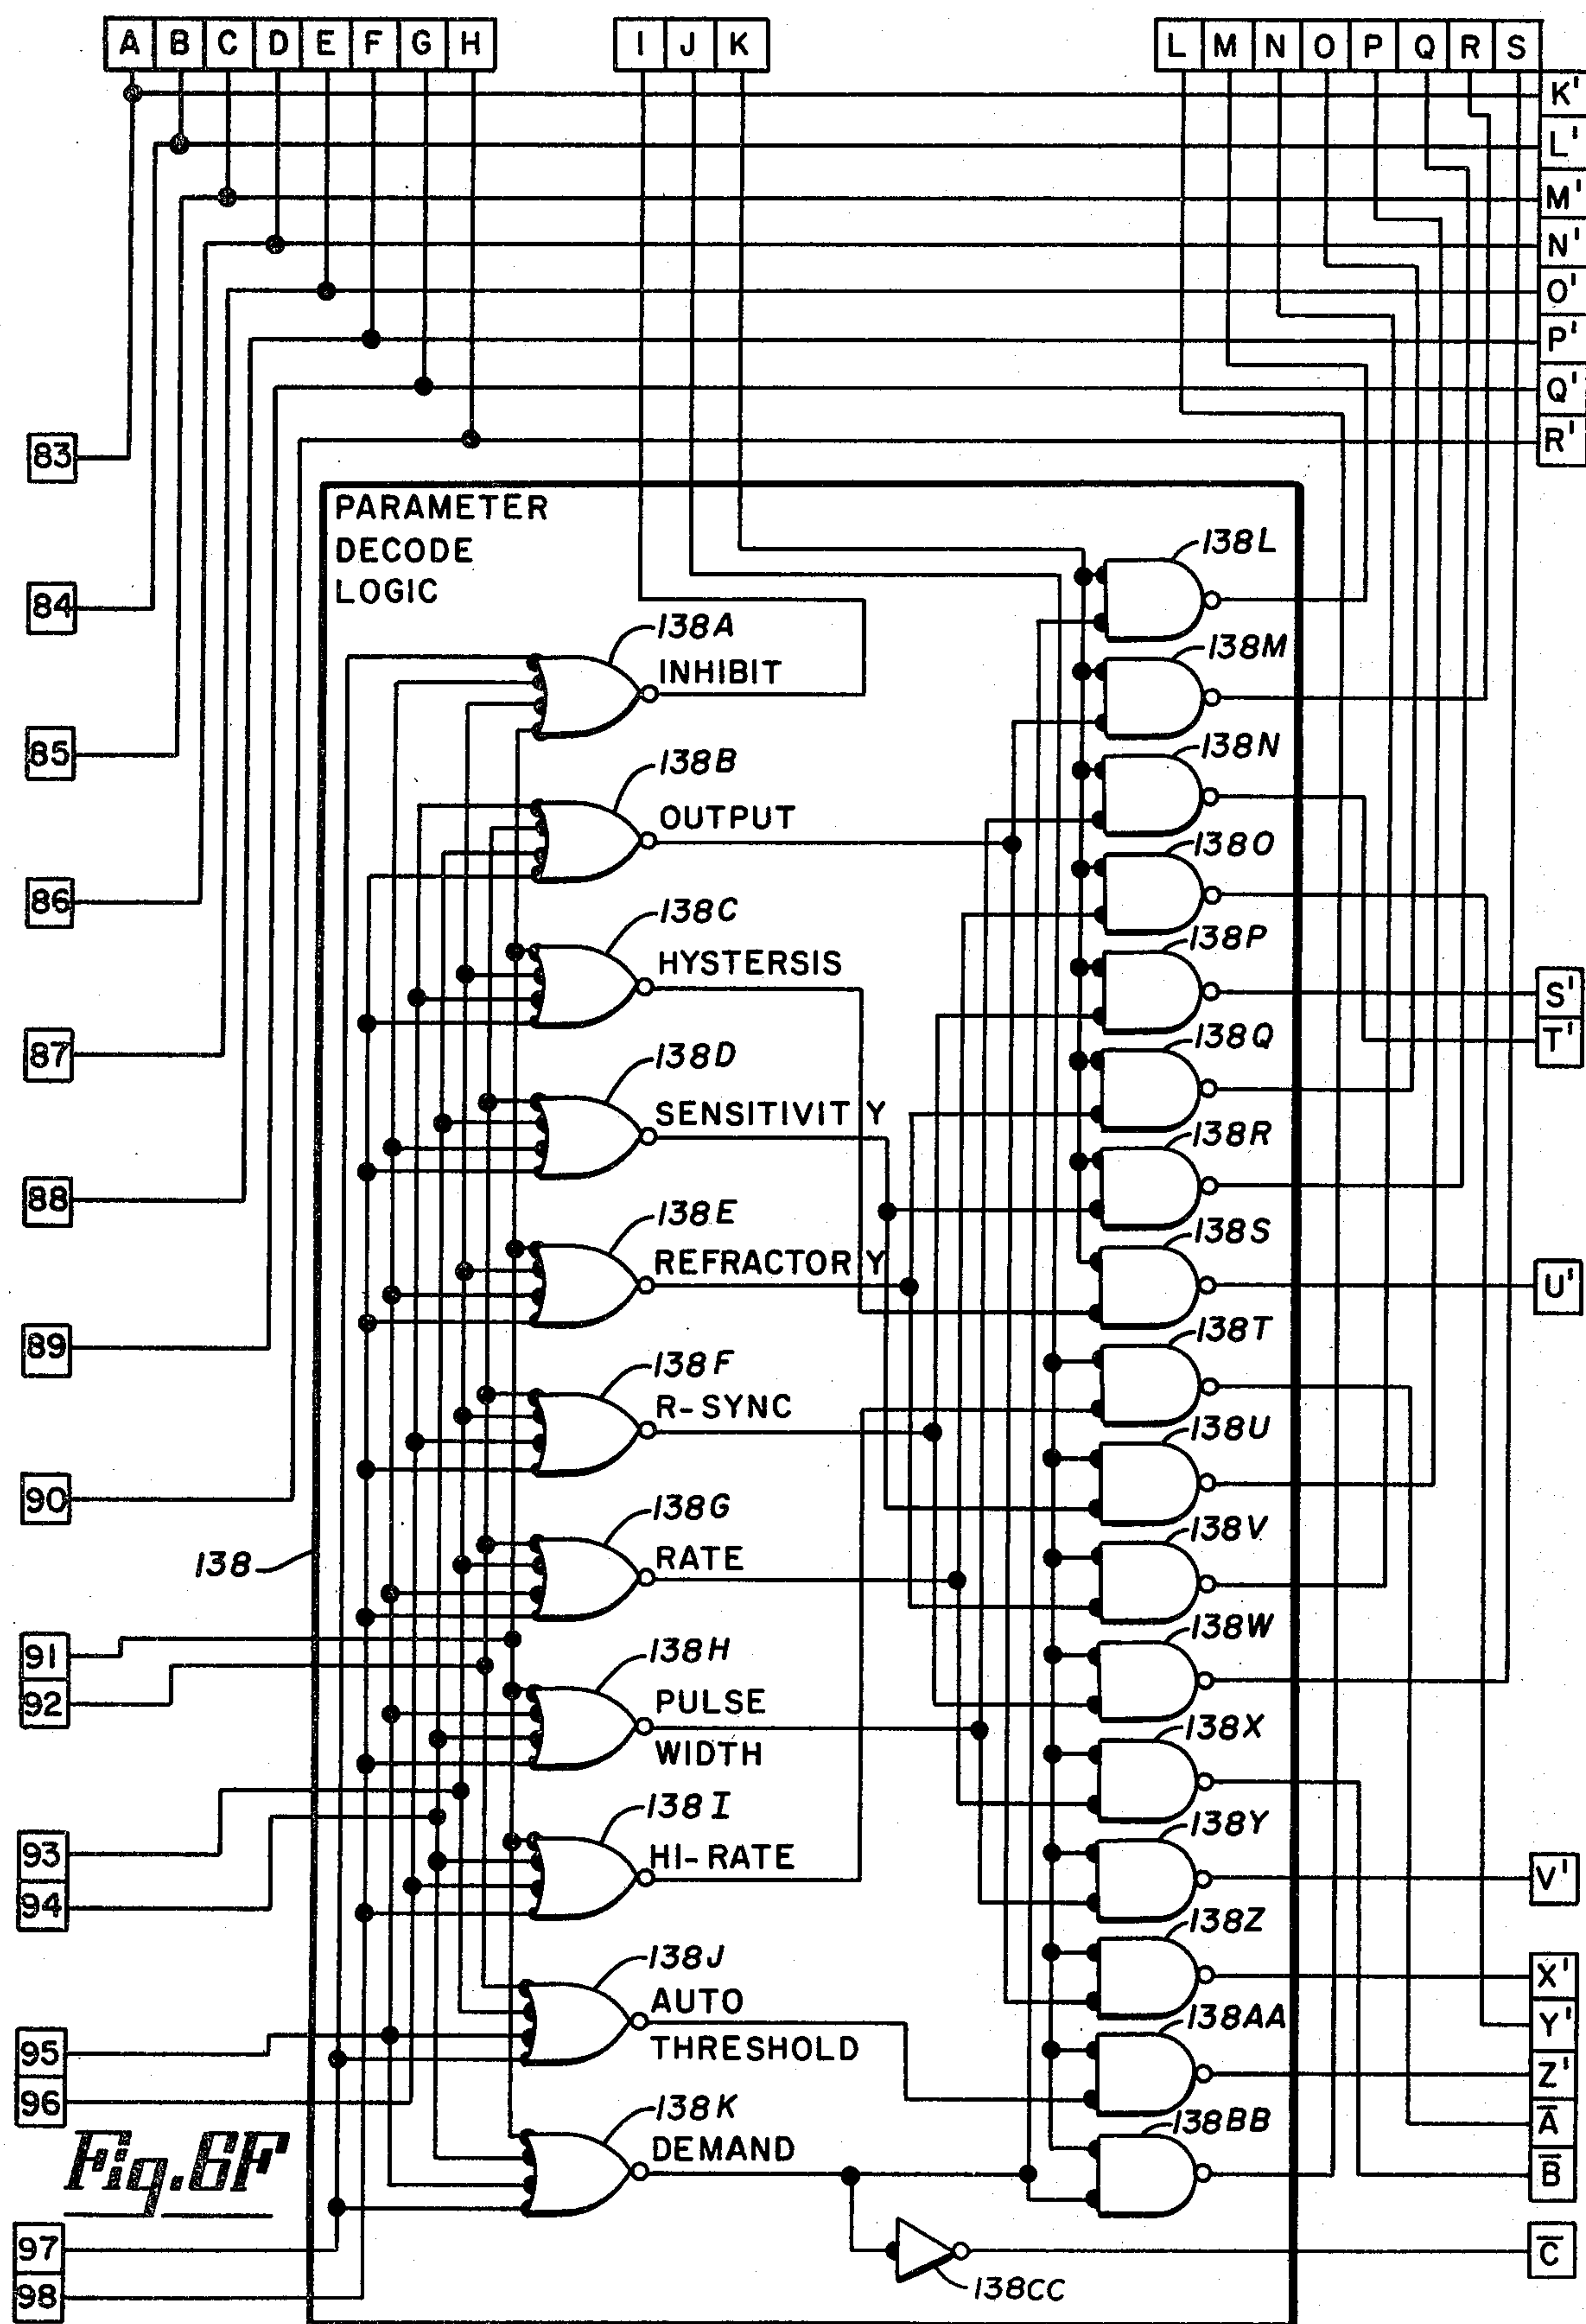 A B C D E F G H I J K L M N O P Q R S
K'
L'
M'
N'
O'
P'
Q'
R'
83
PARAMETER
DECODE
LOGIC
138L
84
138A
INHIBIT
138M
85
138B
OUTPUT
138N
138O
86
138C
HYSTERSIS
138P
S'
T'
87
138D
SENSITIVITY
138Q
138R
88
138E
REFRACTORY
138S
U'
89
138F
R-SYNC
138T
138U
90
138G
RATE
138V
138
138W
91
92
138H
PULSE
WIDTH
138X
138I
HI-RATE
138Y
93
94
V'
138Z
138J
AUTO
THRESHOLD
X'
Y'
Z'
138AA
95
96
138K
DEMAND
138BB
A̅
B̅
Fig. 6F
97
98
138CC
C̅